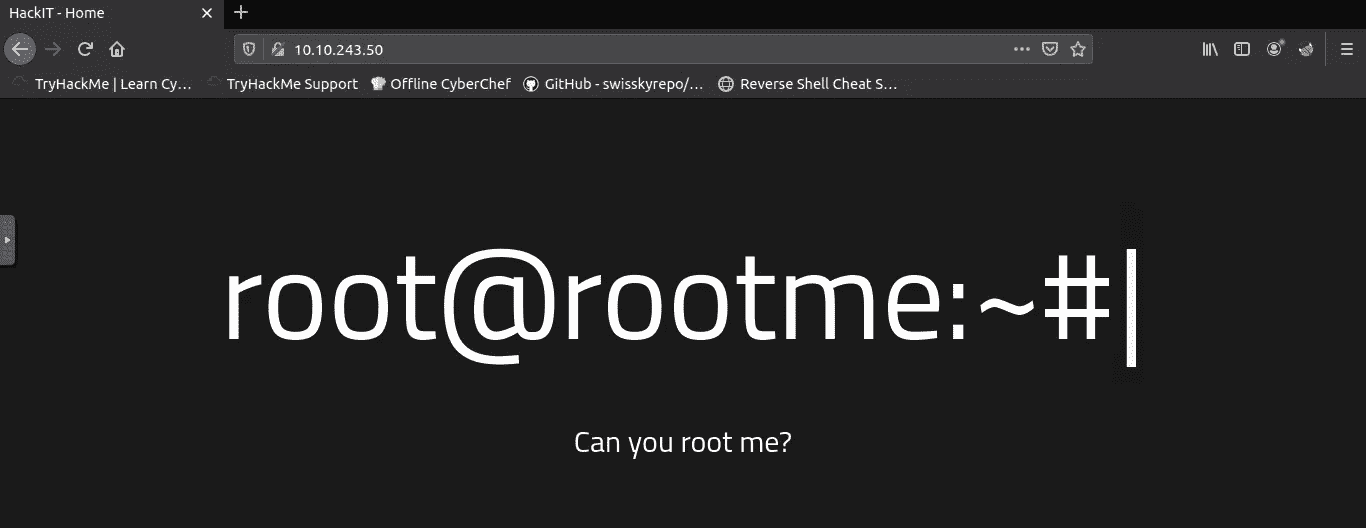 HackIT - Home
10.10.243.50
TryHackMe | Learn Cy… TryHackMe Support Offline CyberChef GitHub - swisskyrepo/… Reverse Shell Cheat S…
root@rootme:~#|
Can you root me?